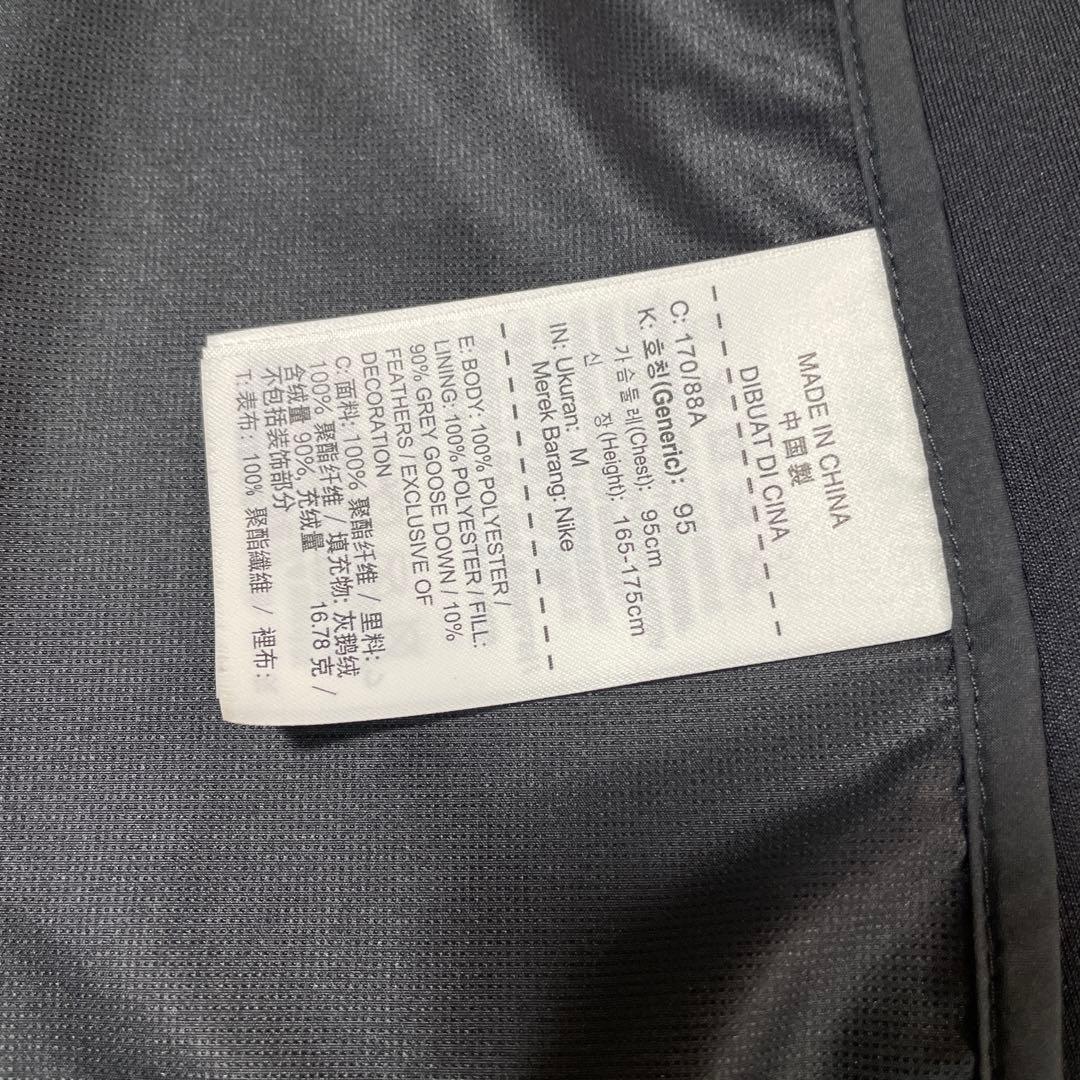 MADE IN CHINA
中国製
DIBUAT DI CINA
C: 170/88A
K: 호칭(Generic): 95
가슴둘레(Chest): 95cm
신 장(Height): 165-175cm
IN: Ukuran: M
Merek Barang: Nike
E: BODY: 100% POLYESTER /
LINING: 100% POLYESTER / FILL:
90% GREY GOOSE DOWN / 10%
FEATHERS / EXCLUSIVE OF
DECORATION
C: 面料: 100% 聚酯纤维 / 里料:
100% 聚酯纤维 / 填充物: 灰鹅绒
含绒量 90%, 充绒量 16.78 克 /
不包括装饰部分
T: 表布: 100% 聚酯纖維 / 裡布: